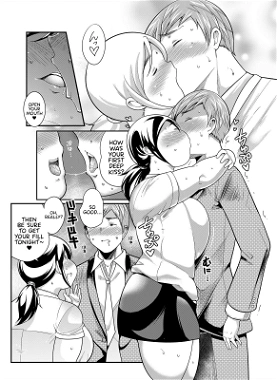 OPEN
YOUR
MOUTH
HOW WAS
YOUR FIRST
DEEP
KISS?
SO
GOOD...
OH,
REALLY?
THEN
BE SURE
TO GET
YOUR FILL
TONIGHT~